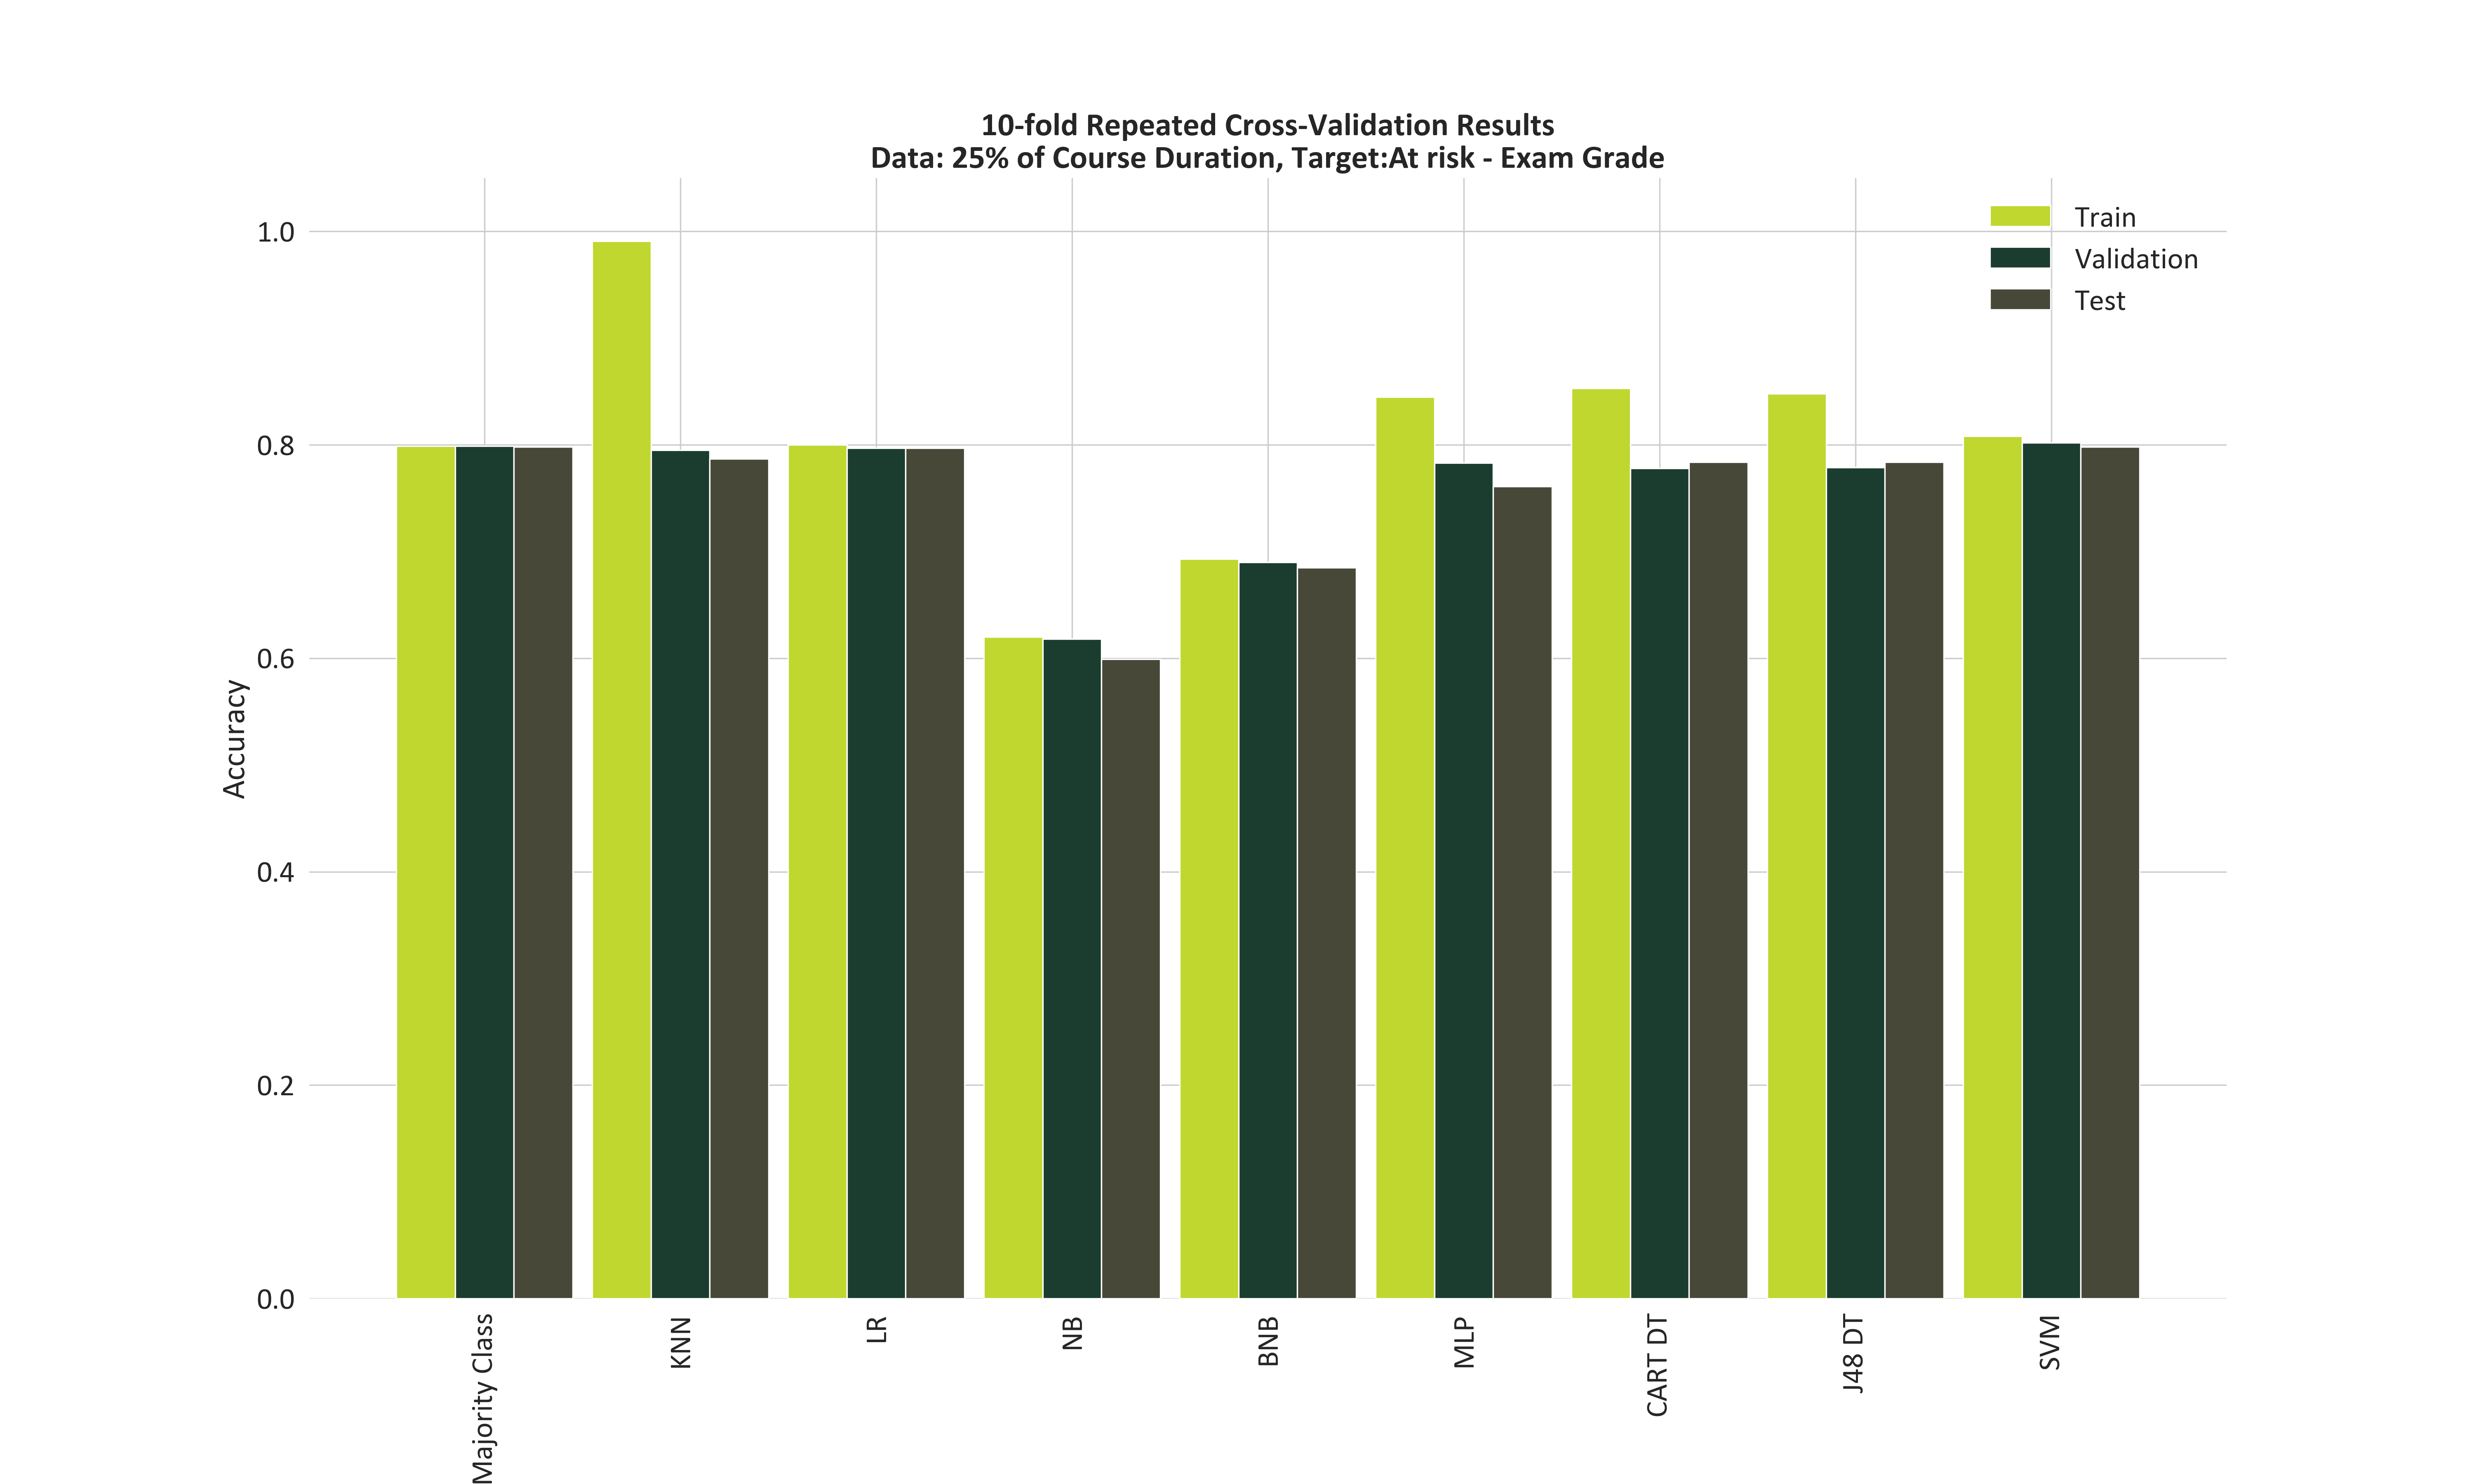 10-fold Repeated Cross-Validation Results
Data: 25% of Course Duration, Target:At risk - Exam Grade
Train
Validation
Test
Accuracy
1.0
0.8
0.6
0.4
0.2
0.0
Majority Class
KNN
LR
NB
BNB
MLP
CART DT
J48 DT
SVM